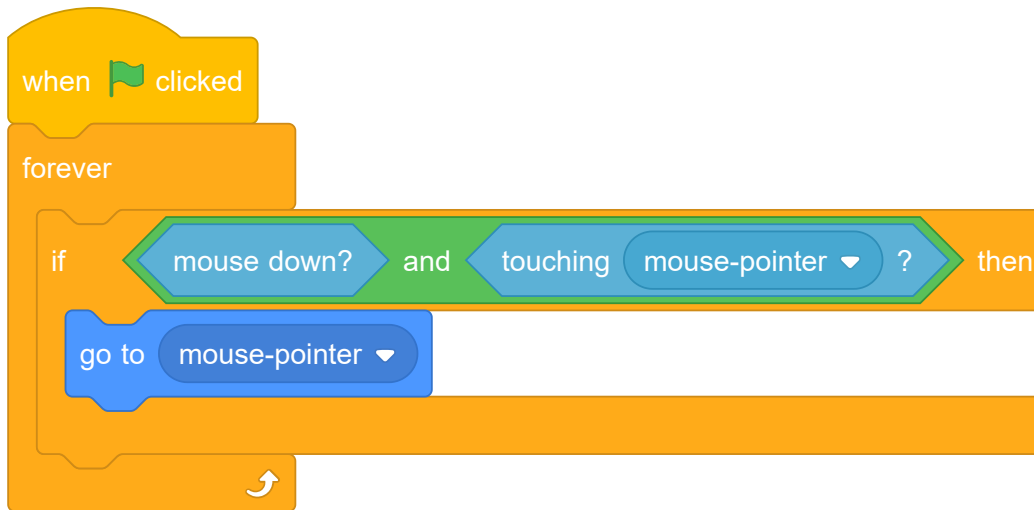 when clicked
forever
if mouse down? and touching mouse-pointer ? then
go to mouse-pointer